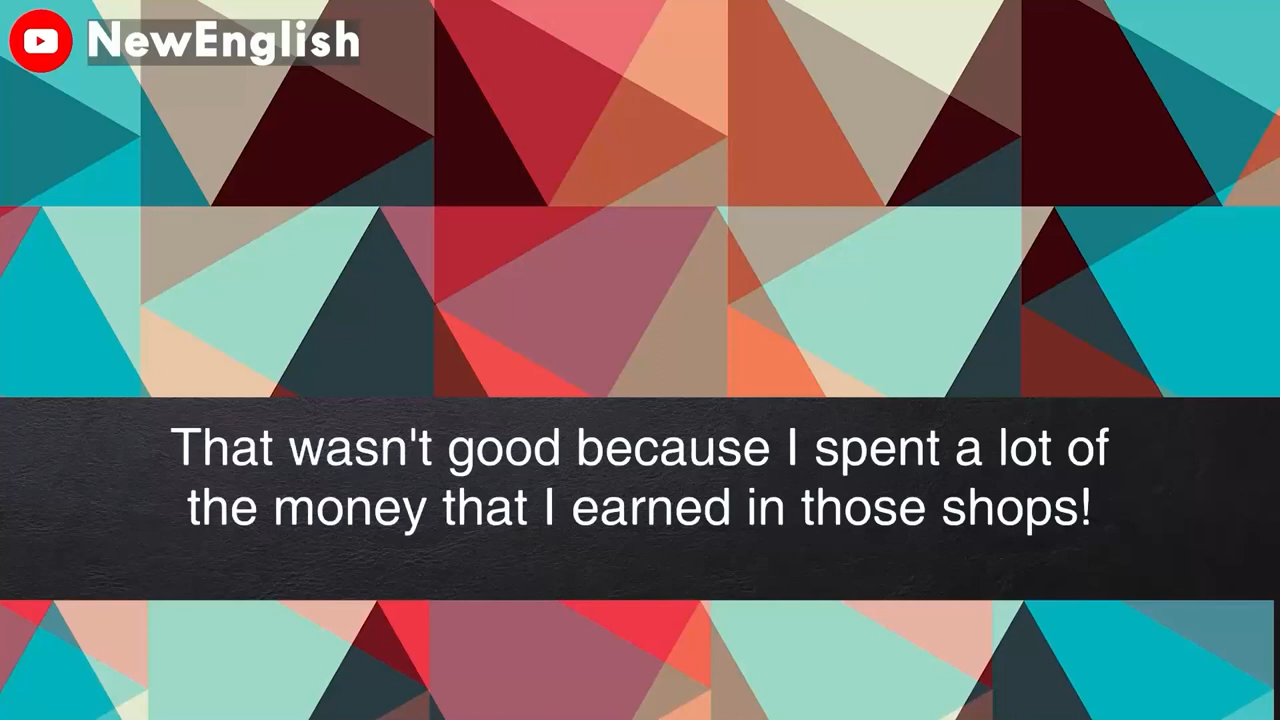 NewEnglish
That wasn't good because I spent a lot of
the money that I earned in those shops!